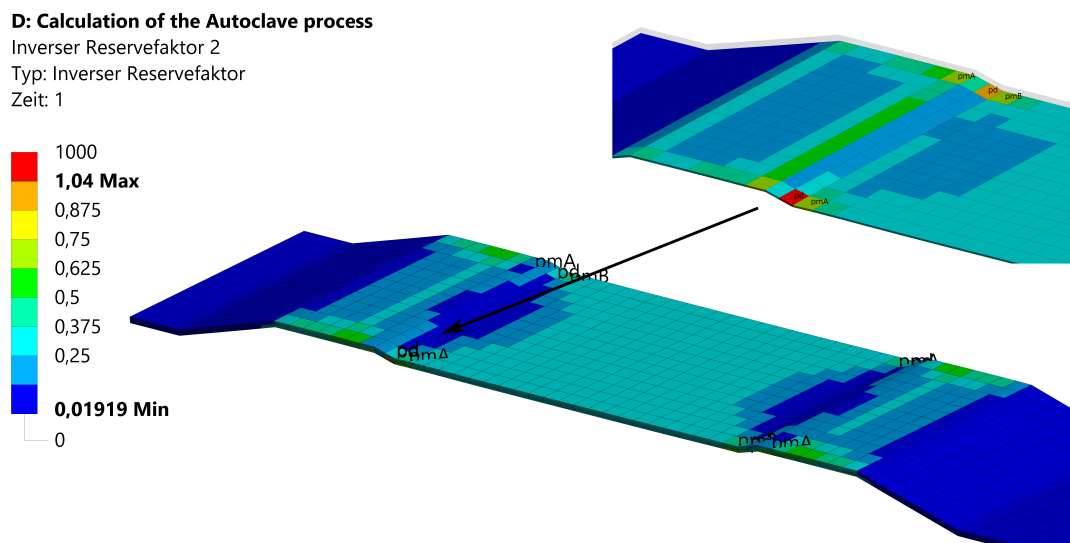 D: Calculation of the Autoclave process
Inverser Reservefaktor 2
Typ: Inverser Reservefaktor
Zeit: 1
1000
1,04 Max
0,875
0,75
0,625
0,5
0,375
0,25
0,01919 Min
0
pmA
pd
pmB
pd
pmA
pmA
pd
pmB
pd
pmA
pmA
pmA